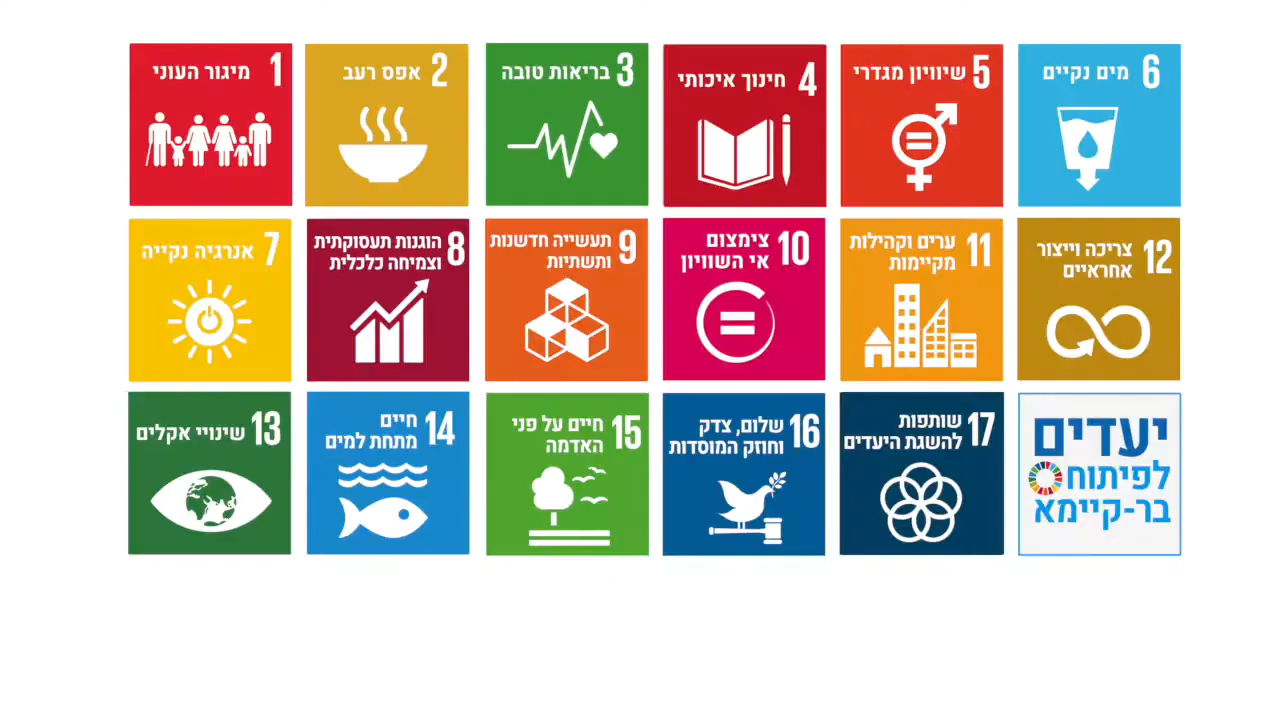 1 מיגור העוני
2 אפס רעב
3 בריאות טובה
4 חינוך איכותי
5 שיוויון מגדרי
6 מים נקיים
7 אנרגיה נקייה
8 הוגנות תעסוקתית
וצמיחה כלכלית
9 תעשייה חדשנות
ותשתיות
10 צימצום
אי השוויון
11 ערים וקהילות
מקיימות
12 צריכה וייצור
אחראיים
13 שינויי אקלים
14 חיים
מתחת למים
15 חיים על פני
האדמה
16 שלום, צדק
וחוזק המוסדות
17 שותפות
להשגת היעדים
יעדים
לפיתוח
בר-קיימא